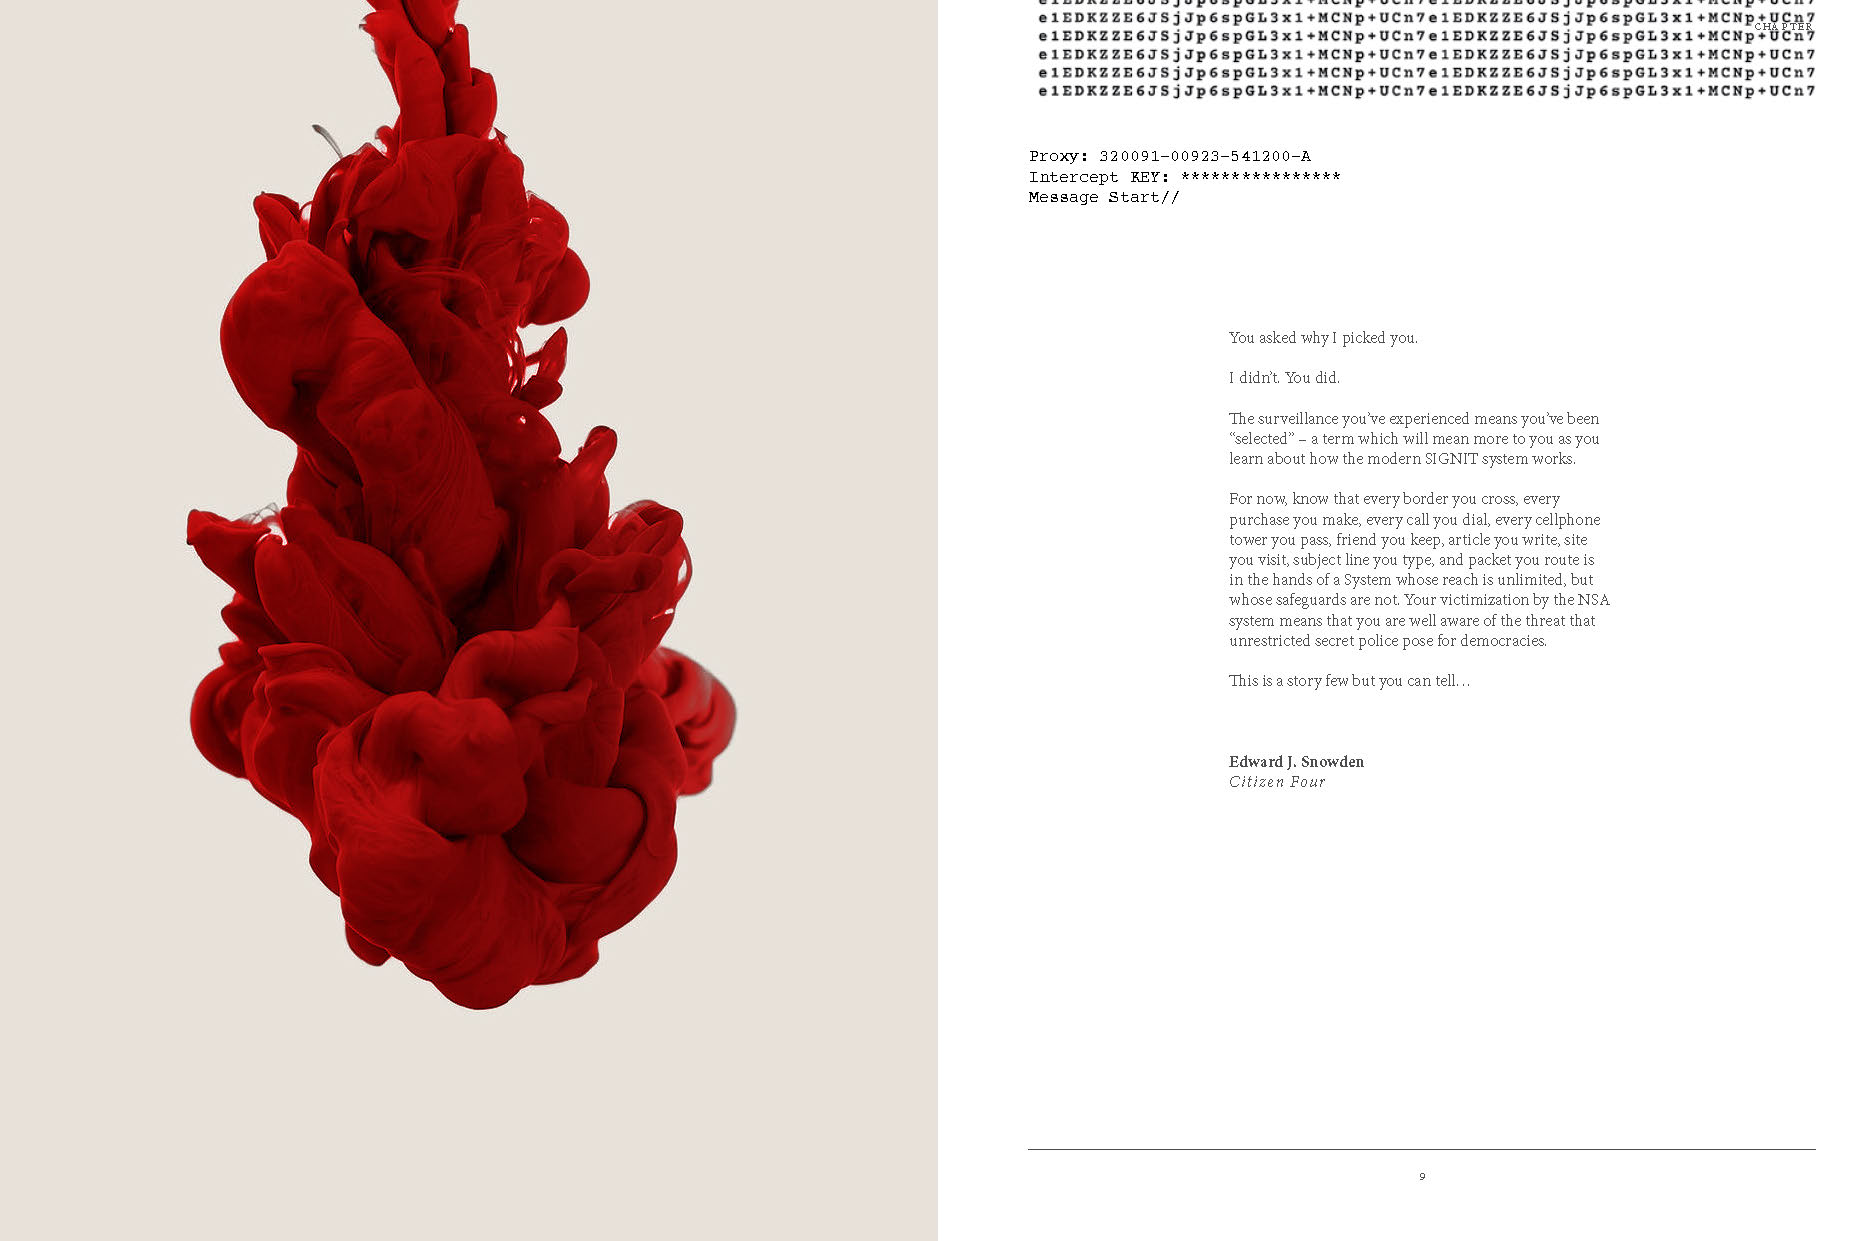 e1EDKZZE6JSjJp6spGL3x1+MCNp+UCn7e1EDKZZE6JSjJp6spGL3x1+MCNp+UCn7
e1EDKZZE6JSjJp6spGL3x1+MCNp+UCn7e1EDKZZE6JSjJp6spGL3x1+MCNp+UCn7
CHAPTER
e1EDKZZE6JSjJp6spGL3x1+MCNp+UCn7e1EDKZZE6JSjJp6spGL3x1+MCNp+UCn7
e1EDKZZE6JSjJp6spGL3x1+MCNp+UCn7e1EDKZZE6JSjJp6spGL3x1+MCNp+UCn7
e1EDKZZE6JSjJp6spGL3x1+MCNp+UCn7e1EDKZZE6JSjJp6spGL3x1+MCNp+UCn7
e1EDKZZE6JSjJp6spGL3x1+MCNp+UCn7e1EDKZZE6JSjJp6spGL3x1+MCNp+UCn7
Proxy: 320091-00923-541200-A
Intercept KEY: ****************
Message Start//
You asked why I picked you.
I didn't. You did.
The surveillance you've experienced means you've been
“selected” – a term which will mean more to you as you
learn about how the modern SIGNIT system works.
For now, know that every border you cross, every
purchase you make, every call you dial, every cellphone
tower you pass, friend you keep, article you write, site
you visit, subject line you type, and packet you route is
in the hands of a System whose reach is unlimited, but
whose safeguards are not. Your victimization by the NSA
system means that you are well aware of the threat that
unrestricted secret police pose for democracies.
This is a story few but you can tell…
Edward J. Snowden
Citizen Four
9